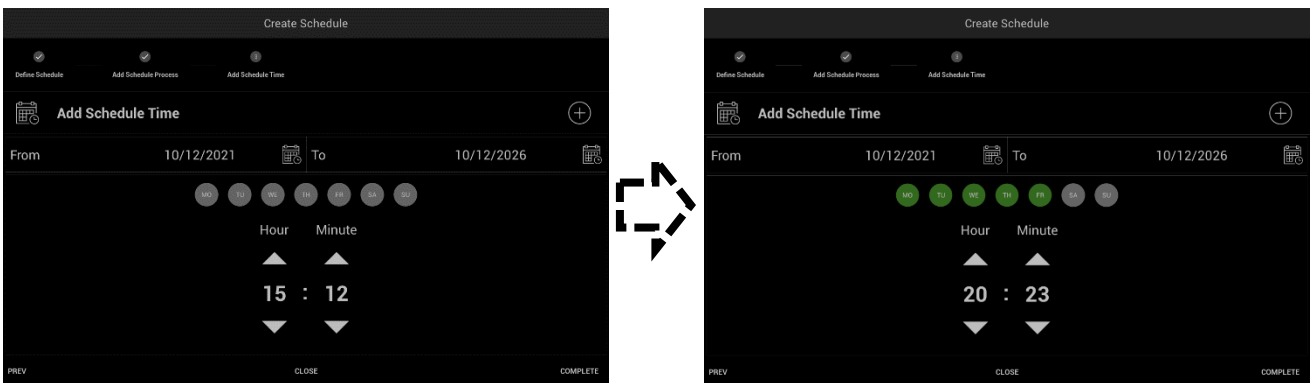 Create Schedule
Define Schedule Add Schedule Process Add Schedule Time
Add Schedule Time
From 10/12/2021 To 10/12/2026
MO TU WE TH FR SA SU
Hour Minute
15 : 12
PREV CLOSE COMPLETE
Create Schedule
Define Schedule Add Schedule Process Add Schedule Time
Add Schedule Time
From 10/12/2021 To 10/12/2026
MO TU WE TH FR SA SU
Hour Minute
20 : 23
PREV CLOSE COMPLETE